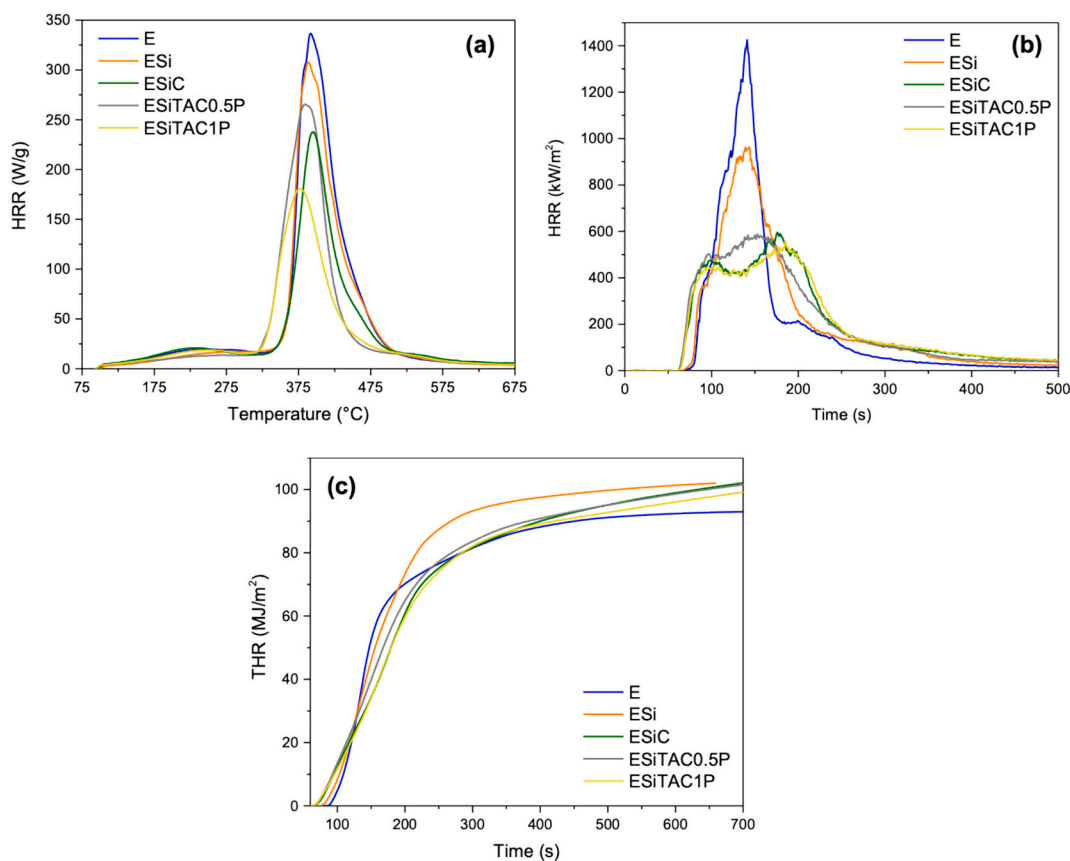 350
300
250
200
150
100
50
0
HRR (W/g)
E
ESi
ESiC
ESiTAC0.5P
ESiTAC1P
(a)
75 175 275 375 475 575 675
Temperature (°C)
1400
1200
1000
800
600
400
200
0
HRR (kW/m²)
(b)
E
ESi
ESiC
ESiTAC0.5P
ESiTAC1P
0 100 200 300 400 500
Time (s)
100
80
60
40
20
0
THR (MJ/m²)
(c)
E
ESi
ESiC
ESiTAC0.5P
ESiTAC1P
100 200 300 400 500 600 700
Time (s)